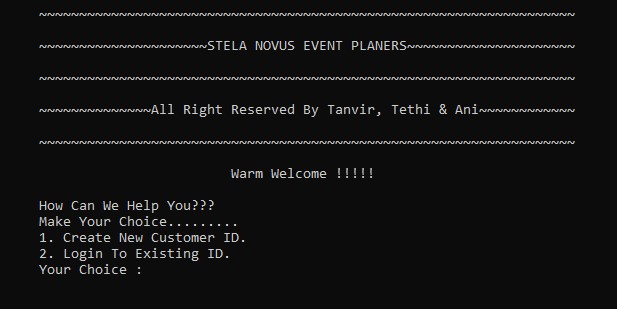 ~~~~~~~~~~~~~~~~~~~~~~~~~~~~~~~~~~~~~~~~~~~~~~~~~~~~~~~~~~~~~~~~~~~
~~~~~~~~~~~~~~~~~~~~~STELA NOVUS EVENT PLANERS~~~~~~~~~~~~~~~~~~~~~
~~~~~~~~~~~~~~~~~~~~~~~~~~~~~~~~~~~~~~~~~~~~~~~~~~~~~~~~~~~~~~~~~~~
~~~~~~~~~~~~~~All Right Reserved By Tanvir, Tethi & Ani~~~~~~~~~~~~
~~~~~~~~~~~~~~~~~~~~~~~~~~~~~~~~~~~~~~~~~~~~~~~~~~~~~~~~~~~~~~~~~~~
Warm Welcome !!!!!
How Can We Help You???
Make Your Choice.........
1. Create New Customer ID.
2. Login To Existing ID.
Your Choice :